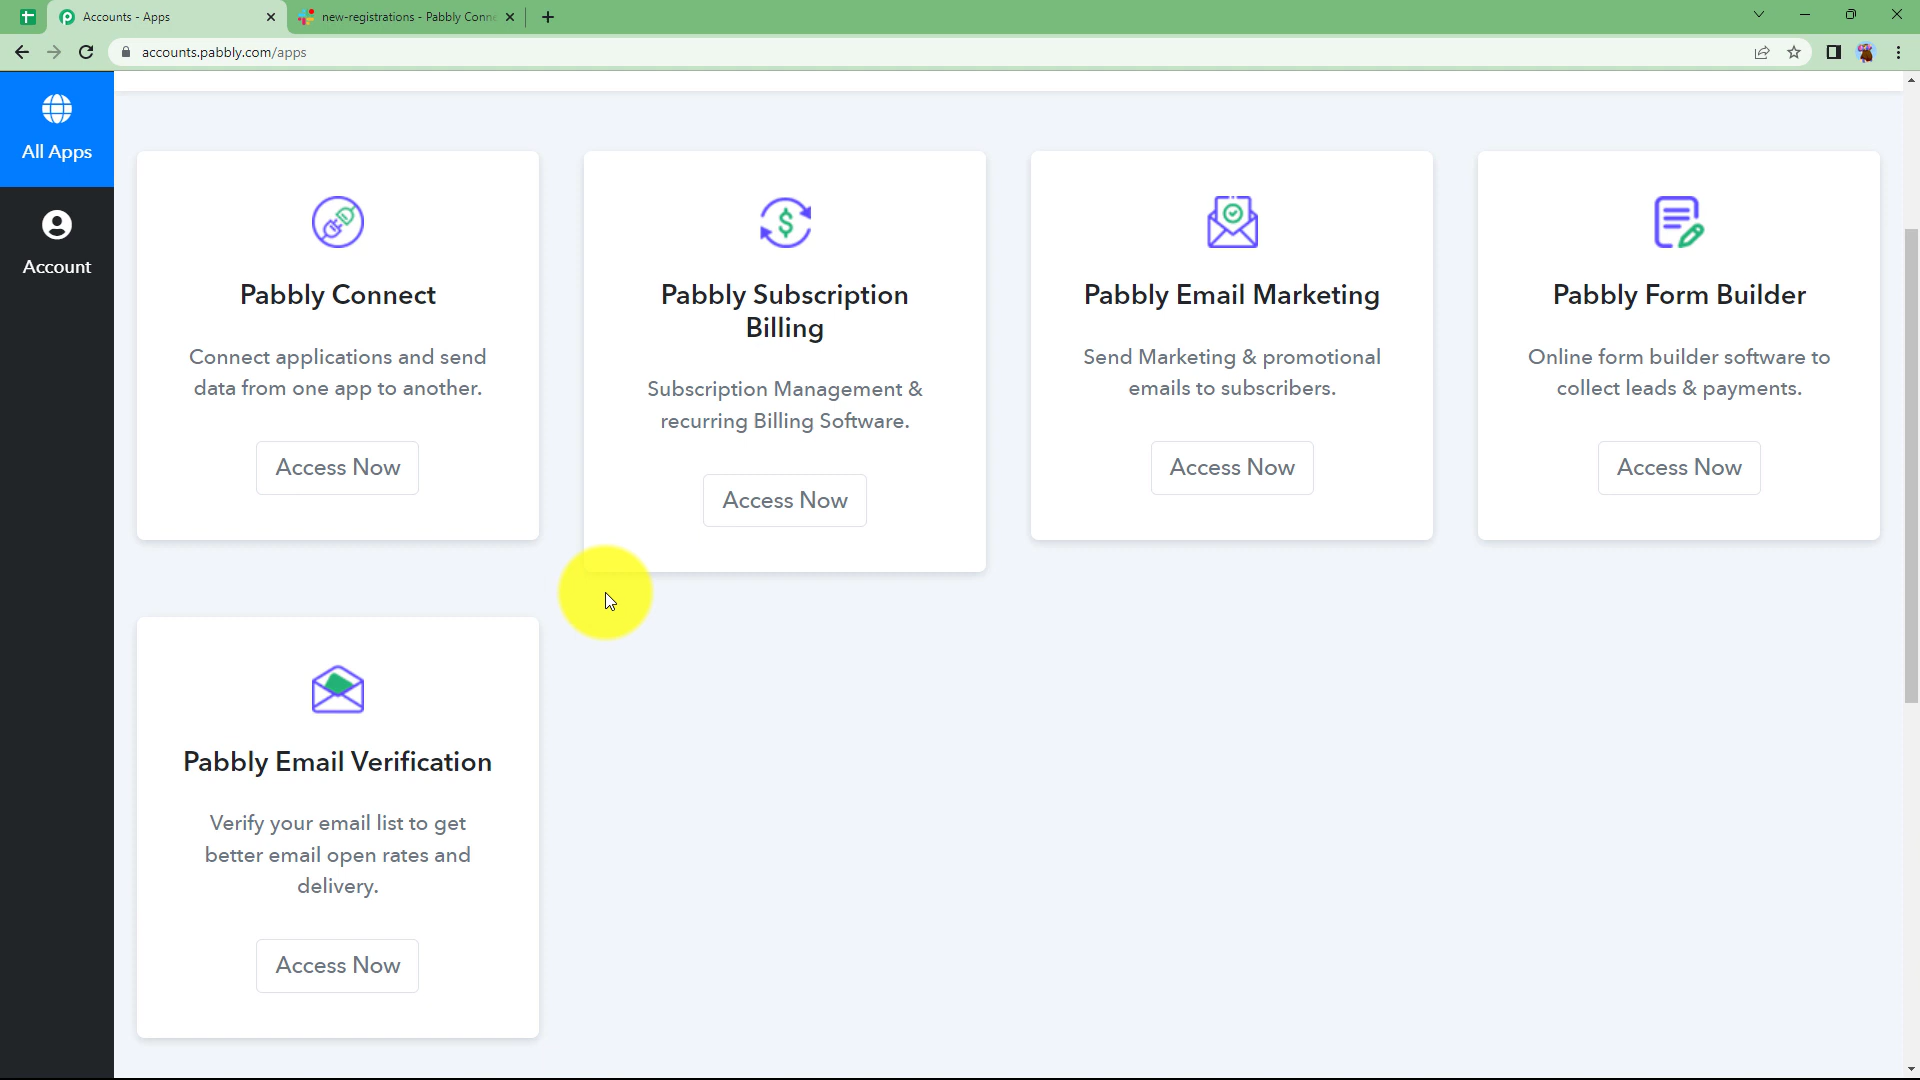 Accounts - Apps
new-registrations - Pabbly Conne
accounts.pabbly.com/apps
All Apps
Account
Pabbly Connect
Connect applications and send
data from one app to another.
Access Now
Pabbly Subscription
Billing
Subscription Management &
recurring Billing Software.
Access Now
Pabbly Email Marketing
Send Marketing & promotional
emails to subscribers.
Access Now
Pabbly Form Builder
Online form builder software to
collect leads & payments.
Access Now
Pabbly Email Verification
Verify your email list to get
better email open rates and
delivery.
Access Now